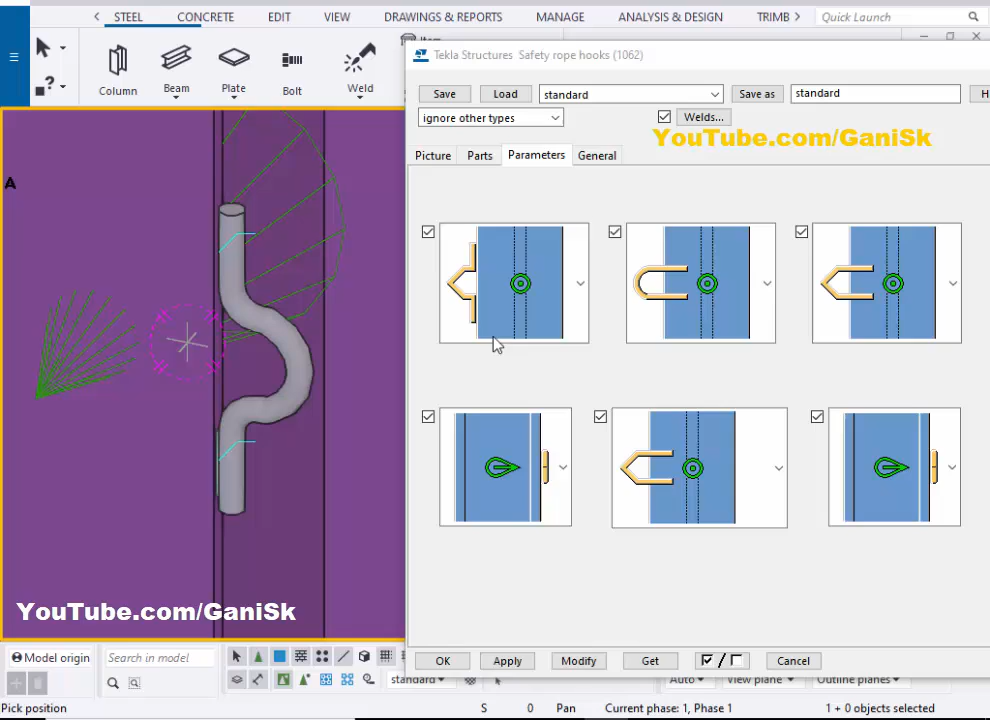 STEEL CONCRETE EDIT VIEW DRAWINGS & REPORTS MANAGE ANALYSIS & DESIGN TRIMB Quick Launch
Column Beam Plate Bolt Weld
Tekla Structures Safety rope hooks (1062)
Save Load standard Save as standard H
ignore other types Welds...
YouTube.com/GaniSk
Picture Parts Parameters General
A
YouTube.com/GaniSk
OK Apply Modify Get / Cancel
Model origin Search in model
standard Auto View plane Outline planes
Pick position S 0 Pan Current phase: 1, Phase 1 1 + 0 objects selected